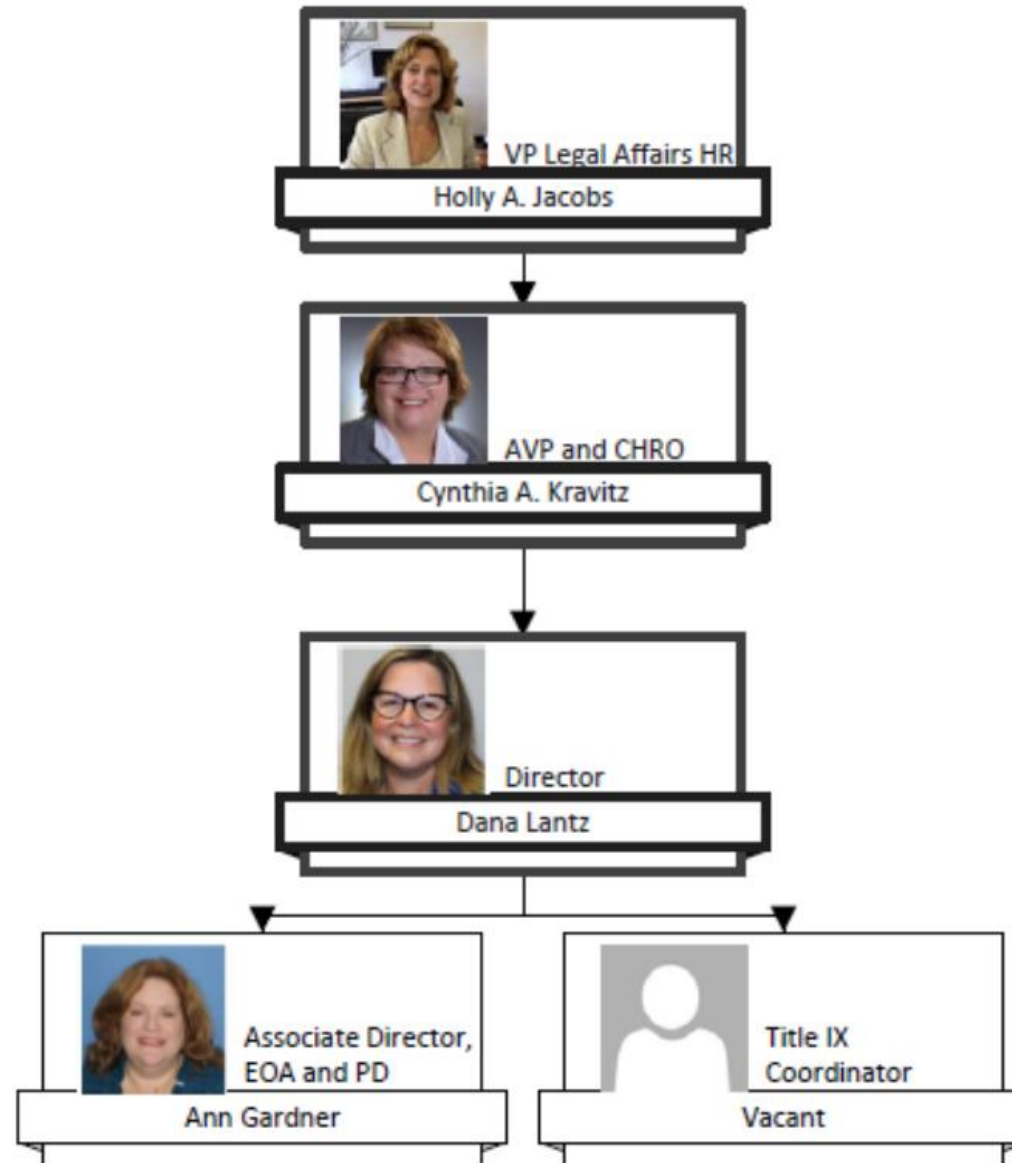 VP Legal Affairs HR
Holly A. Jacobs
AVP and CHRO
Cynthia A. Kravitz
Director
Dana Lantz
Associate Director,
EOA and PD
Ann Gardner
Title IX
Coordinator
Vacant